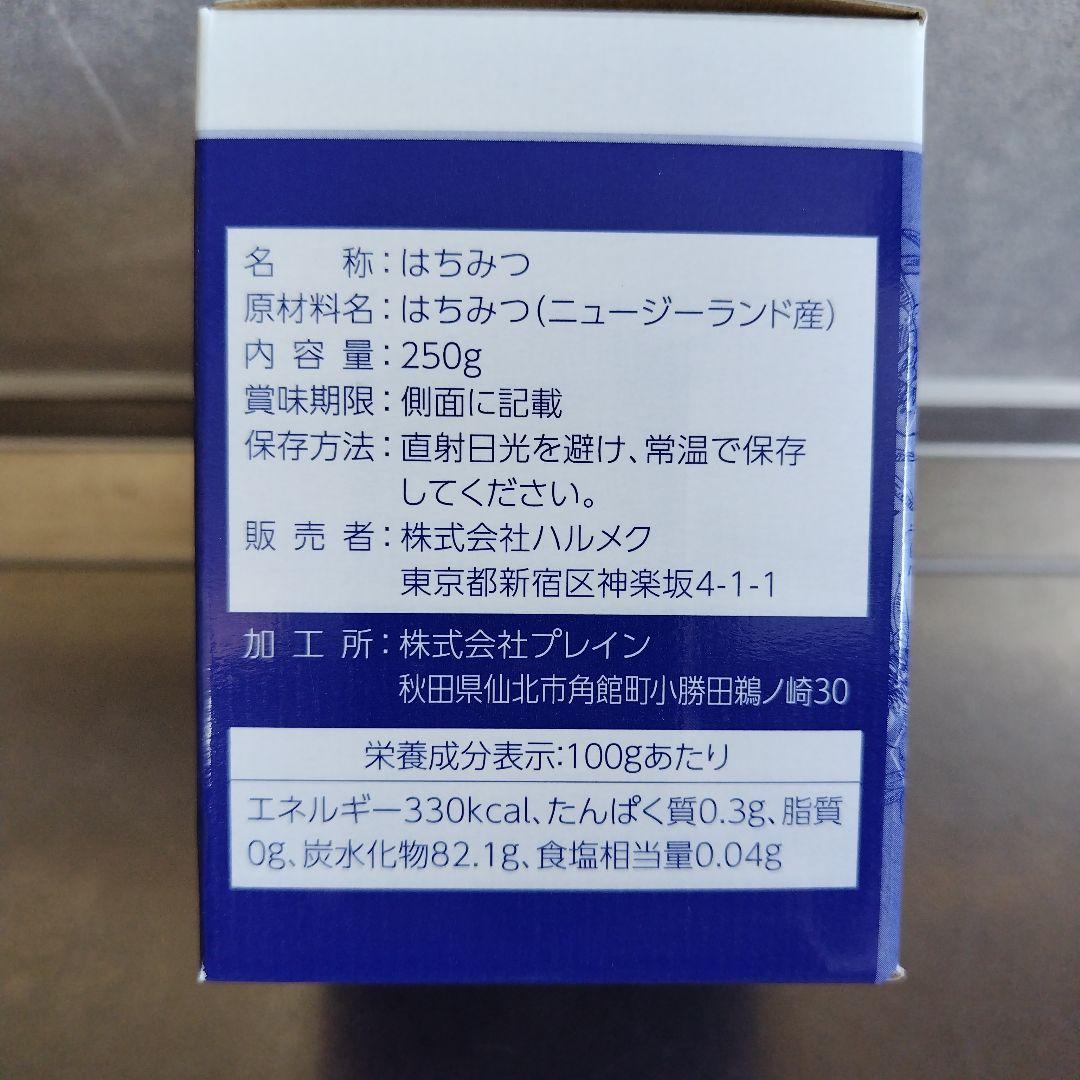 名称：はちみつ
原材料名：はちみつ(ニュージーランド産)
内容量：250g
賞味期限：側面に記載
保存方法：直射日光を避け、常温で保存
してください。
販売者：株式会社ハルメク
東京都新宿区神楽坂4-1-1
加工所：株式会社プレイン
秋田県仙北市角館町小勝田鵜ノ崎30
栄養成分表示:100gあたり
エネルギー330kcal、たんぱく質0.3g、脂質
0g、炭水化物82.1g、食塩相当量0.04g